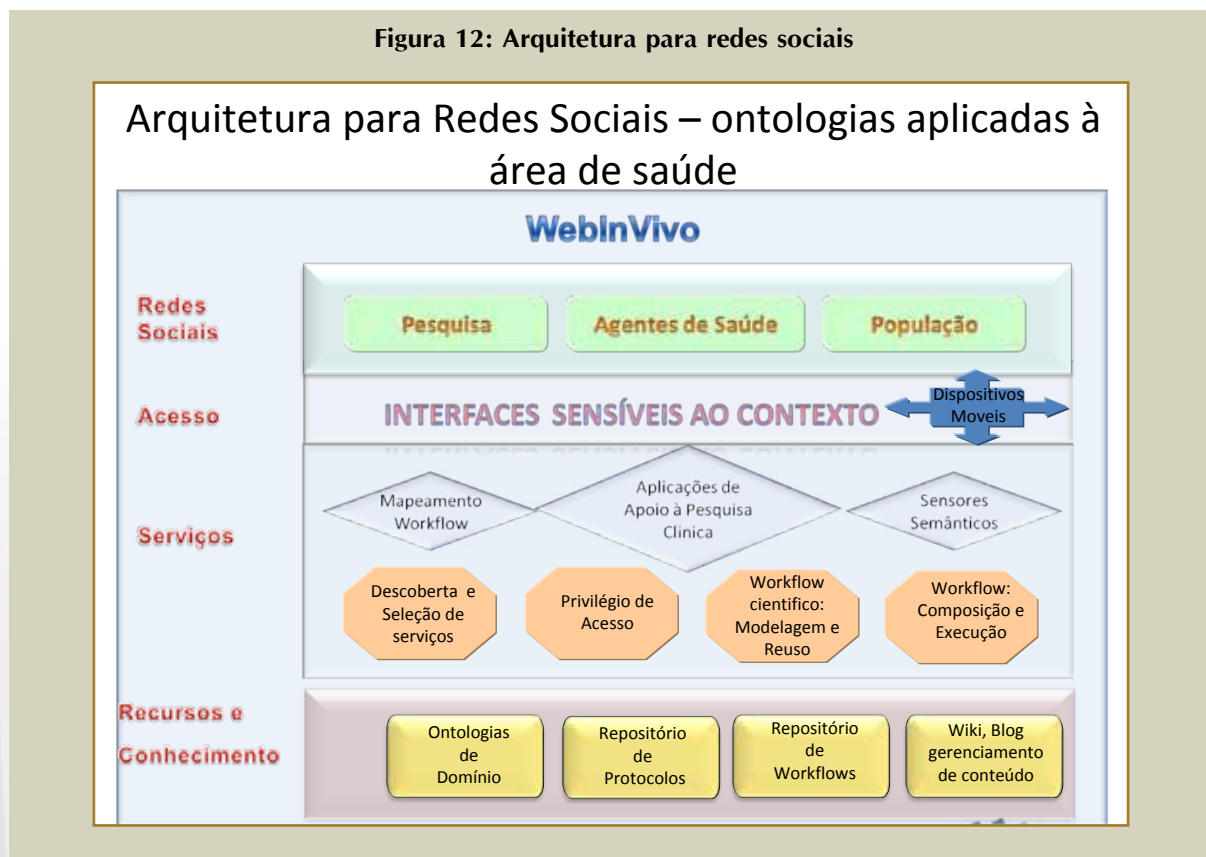 Figura 12: Arquitetura para redes sociais
Arquitetura para Redes Sociais – ontologias aplicadas à
área de saúde
WebInVivo
Redes
Sociais
Pesquisa
Agentes de Saúde
População
Acesso
INTERFACES SENSÍVEIS AO CONTEXTO
Dispositivos
Moveis
Serviços
Mapeamento
Workflow
Aplicações de
Apoio à Pesquisa
Clinica
Sensores
Semânticos
Descoberta e
Seleção de
serviços
Privilégio de
Acesso
Workflow
cientifico:
Modelagem e
Reuso
Workflow:
Composição e
Execução
Recursos e
Conhecimento
Ontologias
de
Domínio
Repositório
de
Protocolos
Repositório
de
Workflows
Wiki, Blog
gerenciamento
de conteúdo